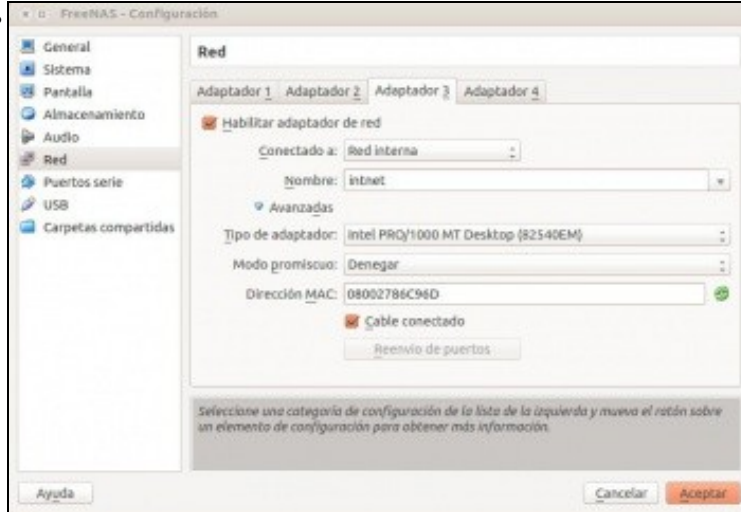 FreeNAS - Configuración
General
Sistema
Pantalla
Almacenamiento
Audio
Red
Puertos serie
USB
Carpetas compartidas
Red
Adaptador 1 Adaptador 2 Adaptador 3 Adaptador 4
Habilitar adaptador de red
Conectado a: Red interna
Nombre: intnet
Avanzadas
Tipo de adaptador: Intel PRO/1000 MT Desktop (82540EM)
Modo promiscuo: Denegar
Dirección MAC: 08002786C96D
Cable conectado
Reenvío de puertos
Seleccione una categoría de configuración de la lista de la izquierda y mueva el ratón sobre
un elemento de configuración para obtener más información.
Ayuda
Cancelar Aceptar